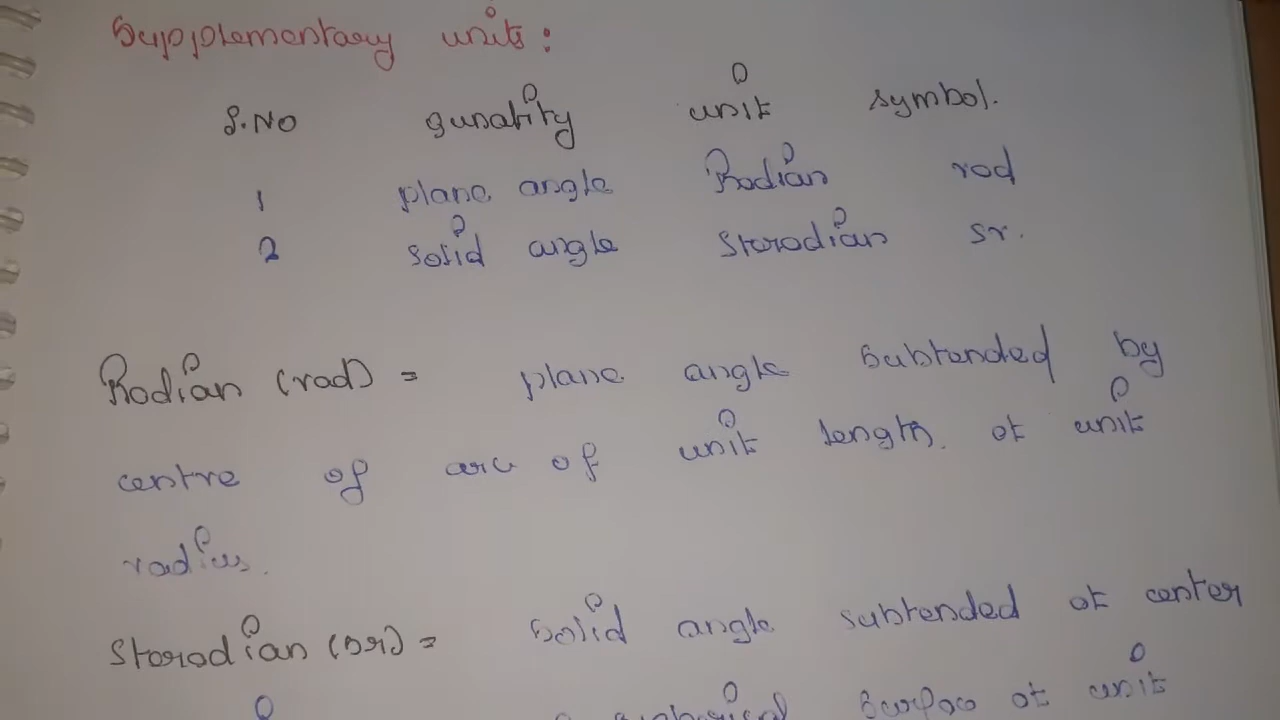 Supplementary units:
S.No qunatity unit symbol.
1 plane angle Radian rad
2 solid angle Steradian sr.
Radian (rad) = plane angle subtended by
centre of arc of unit length. at unit
radius.
Steradian (sr) = solid angle subtended at center
spherical surface at unit